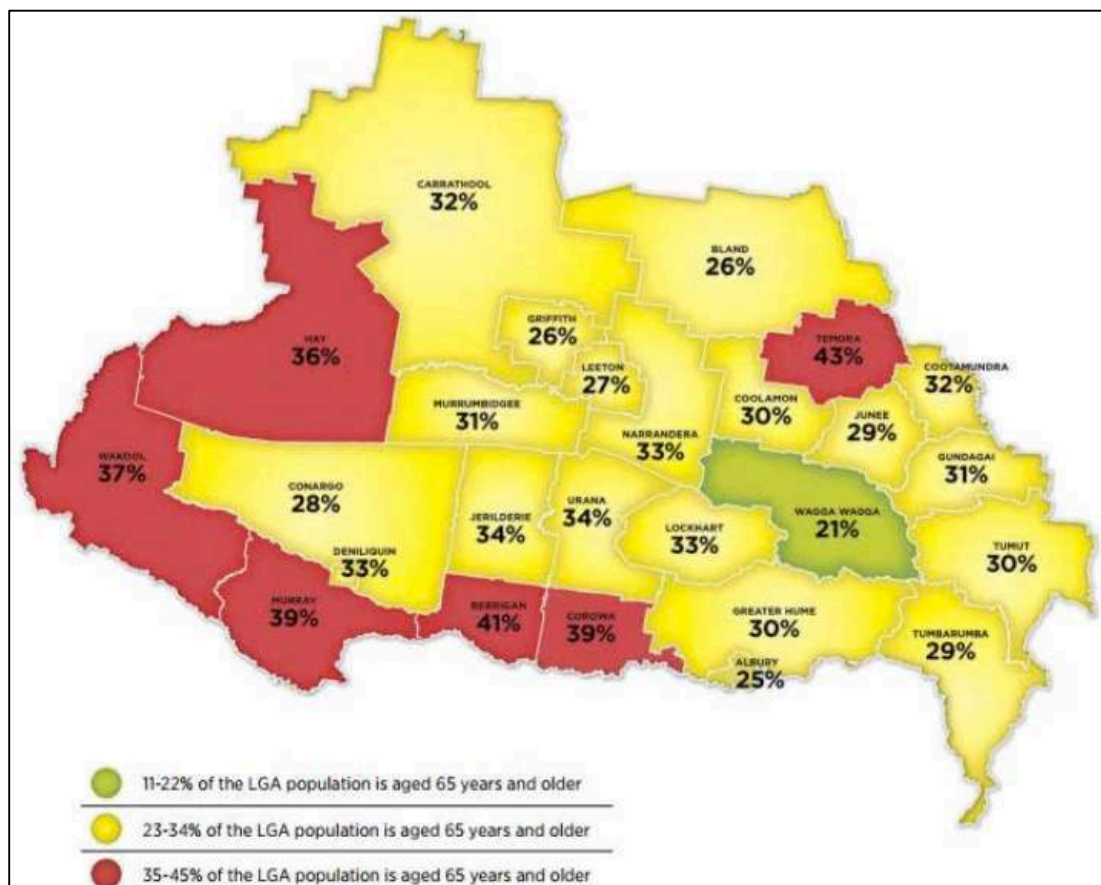 CARRATHOOL
32%
BLAND
26%
GRIFFITH
26%
HAY
36%
TEMORA
43%
LEETON
27%
COOTAMUNDRA
32%
MURRUMBIDGEE
31%
COOLAMON
30%
JUNEE
29%
NARRANDERA
33%
WAKOOL
37%
GUNDAGAI
31%
CONARGO
28%
URANA
34%
JERILDERIE
34%
WAGGA WAGGA
21%
LOCKHART
33%
TUMUT
30%
DENILIQUIN
33%
MURRAY
39%
BERRIGAN
41%
COROWA
39%
GREATER HUME
30%
TUMBARUMBA
29%
ALBURY
25%
11-22% of the LGA population is aged 65 years and older
23-34% of the LGA population is aged 65 years and older
35-45% of the LGA population is aged 65 years and older